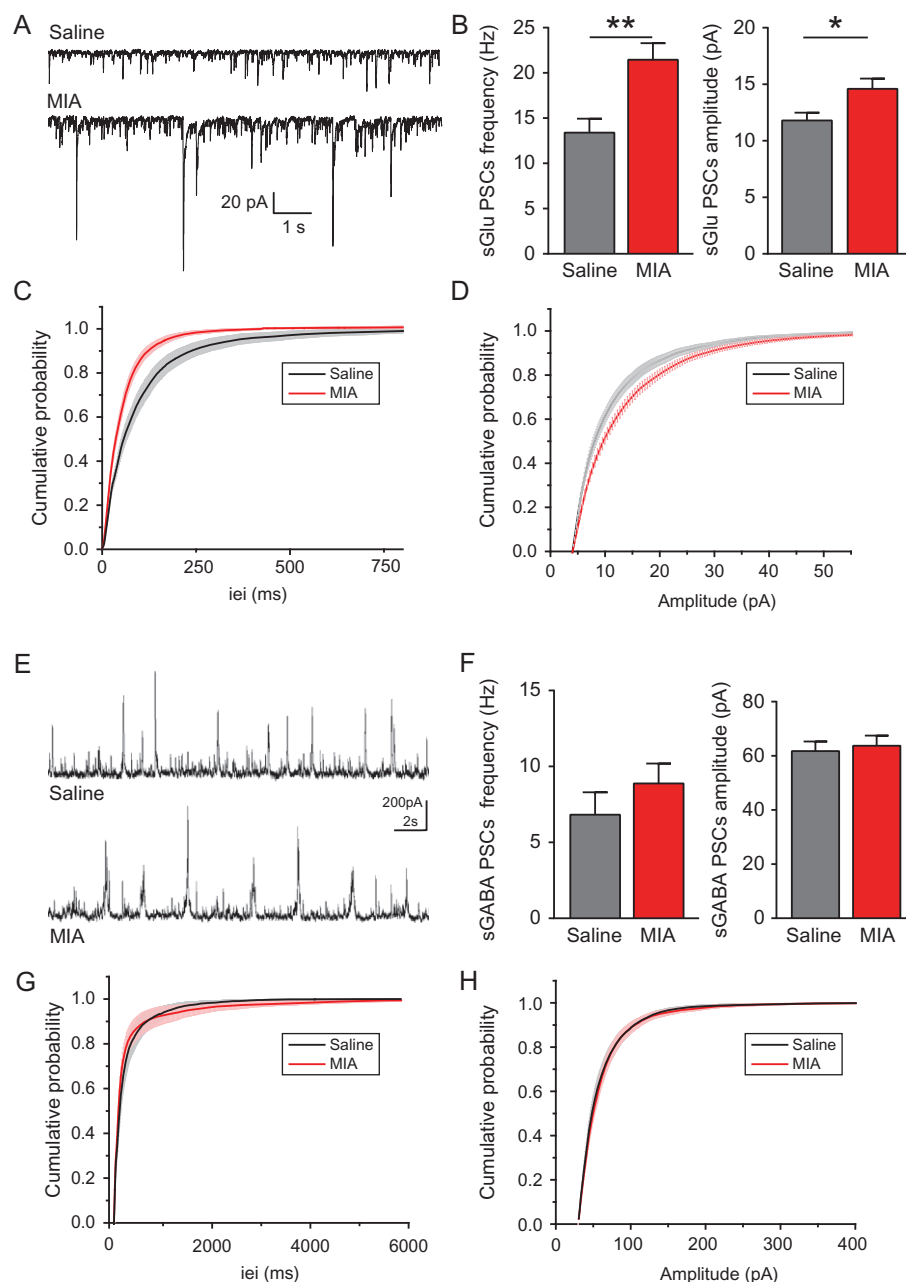 A
Saline
MIA
20 pA
1 s
B
sGlu PSCs frequency (Hz)
25
20
15
10
5
0
**
Saline MIA
sGlu PSCs amplitude (pA)
20
15
10
5
0
*
Saline MIA
C
Cumulative probability
1.0
0.8
0.6
0.4
0.2
0.0
Saline
MIA
0 250 500 750
iei (ms)
D
Cumulative probability
1.0
0.8
0.6
0.4
0.2
0.0
Saline
MIA
10 20 30 40 50
Amplitude (pA)
E
Saline
200pA
2s
MIA
F
sGABA PSCs frequency (Hz)
15
10
5
0
Saline MIA
sGABA PSCs amplitude (pA)
80
60
40
20
0
Saline MIA
G
Cumulative probability
1.0
0.8
0.6
0.4
0.2
0.0
Saline
MIA
0 2000 4000 6000
iei (ms)
H
Cumulative probability
1.0
0.8
0.6
0.4
0.2
0.0
Saline
MIA
0 100 200 300 400
Amplitude (pA)